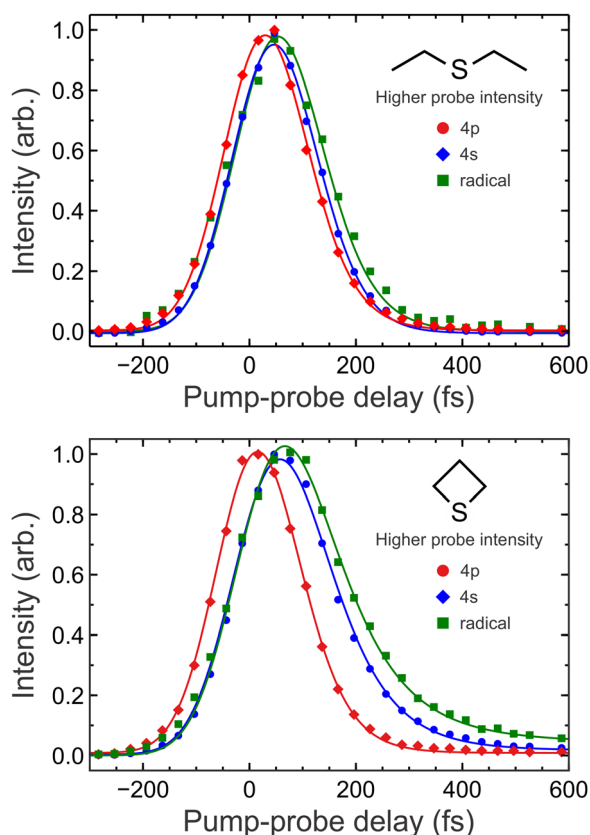 Intensity (arb.)
1.0
0.8
0.6
0.4
0.2
0.0
S
Higher probe intensity
4p
4s
radical
−200
0
200
400
600
Pump-probe delay (fs)
Intensity (arb.)
1.0
0.8
0.6
0.4
0.2
0.0
S
Higher probe intensity
4p
4s
radical
−200
0
200
400
600
Pump-probe delay (fs)